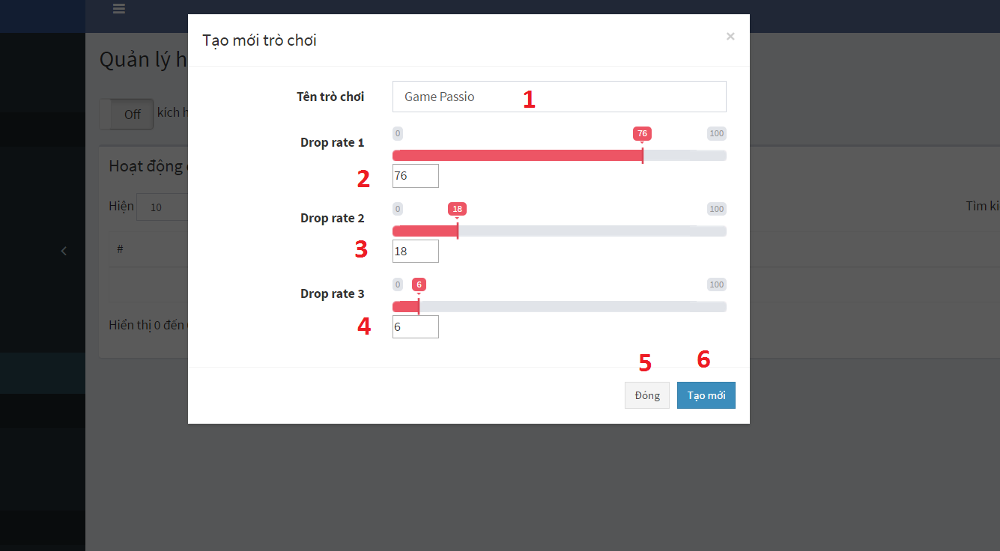 Tạo mới trò chơi ×
Quản lý h
Off kích h
Hoạt động
Hiện 10
Tìm ki
#
Hiển thị 0 đến
Tên trò chơi Game Passio 1
0 76 100
Drop rate 1
2 76
0 18 100
Drop rate 2
3 18
0 6 100
Drop rate 3
4 6
5 6
Đóng Tạo mới